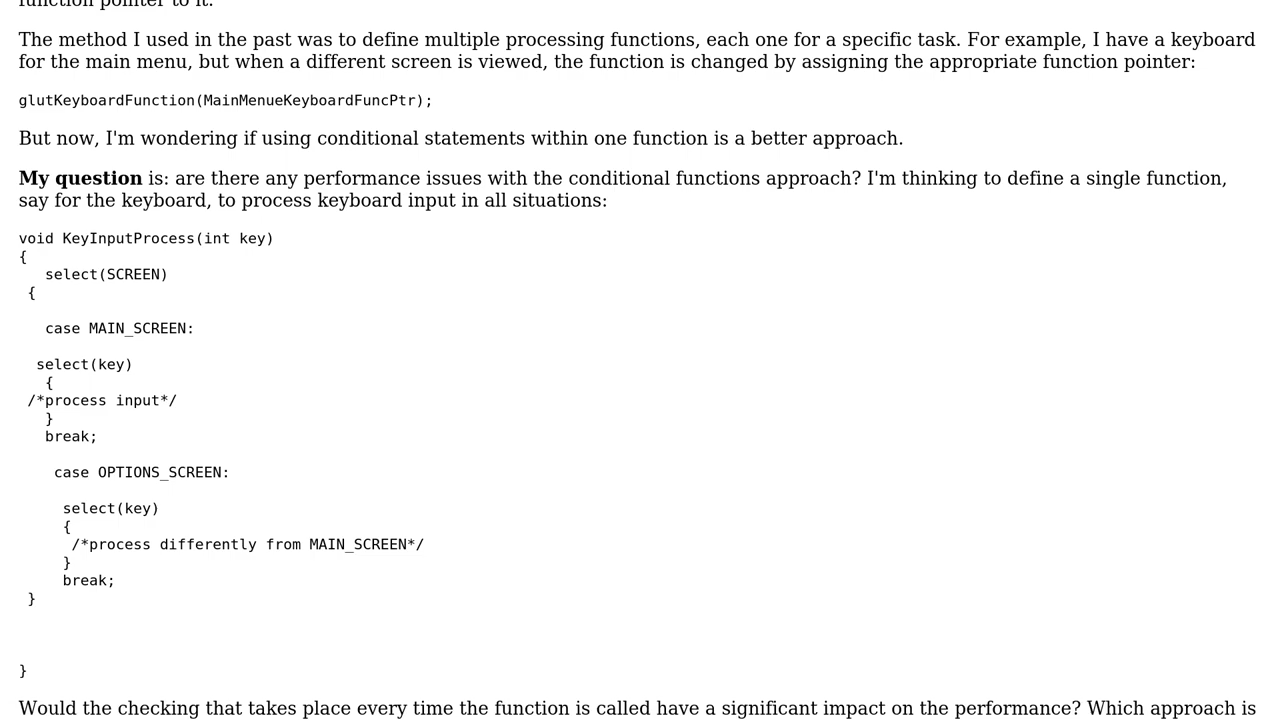 function pointer to it.
The method I used in the past was to define multiple processing functions, each one for a specific task. For example, I have a keyboard
for the main menu, but when a different screen is viewed, the function is changed by assigning the appropriate function pointer:
glutKeyboardFunction(MainMenueKeyboardFuncPtr);
But now, I'm wondering if using conditional statements within one function is a better approach.
My question is: are there any performance issues with the conditional functions approach? I'm thinking to define a single function,
say for the keyboard, to process keyboard input in all situations:
void KeyInputProcess(int key)
{
   select(SCREEN)
 {
   case MAIN_SCREEN:
  select(key)
   {
 /*process input*/
   }
   break;
    case OPTIONS_SCREEN:
     select(key)
     {
      /*process differently from MAIN_SCREEN*/
     }
     break;
 }
}
Would the checking that takes place every time the function is called have a significant impact on the performance? Which approach is